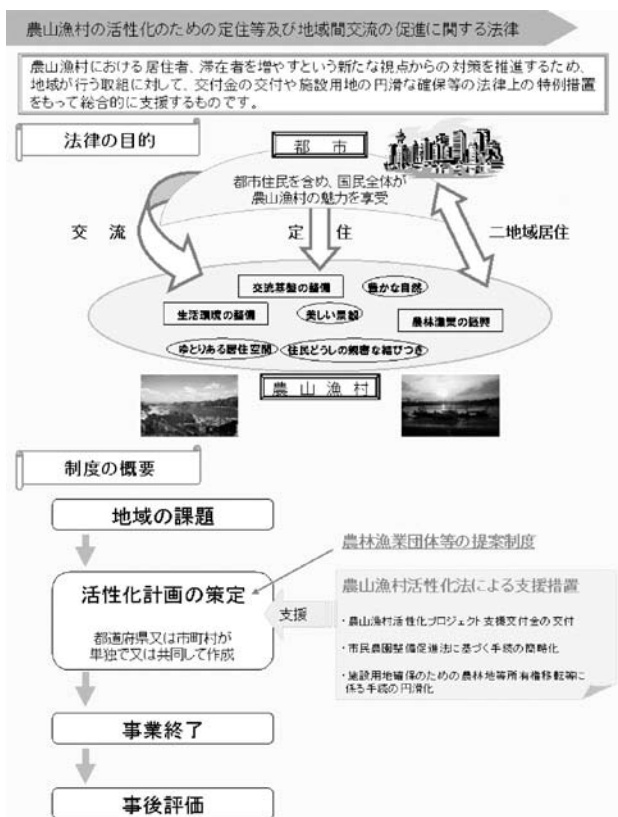 農山漁村の活性化のための定住等及び地域間交流の促進に関する法律
農山漁村における居住者、滞在者を増やすという新たな視点からの対策を推進するため、
地域が行う取組に対して、交付金の交付や施設用地の円滑な確保等の法律上の特例措置
をもって総合的に支援するものです。
法律の目的
都 市
都市住民を含め、国民全体が
農山漁村の魅力を享受
交 流
定 住
二地域居住
交流基盤の整備
豊かな自然
生活環境の整備
美しい景観
農林漁業の振興
ゆとりある居住空間
住民どうしの親密な結びつき
農 山 漁 村
制度の概要
地域の課題
農林漁業団体等の提案制度
活性化計画の策定
都道府県又は市町村が
単独で又は共同して作成
支援
農山漁村活性化法による支援措置
・農山漁村活性化プロジェクト支援交付金の交付
・市民農園整備促進法に基づく手続の簡略化
・施設用地確保のための農林地等所有権移転等に
係る手続の円滑化
事業終了
事後評価